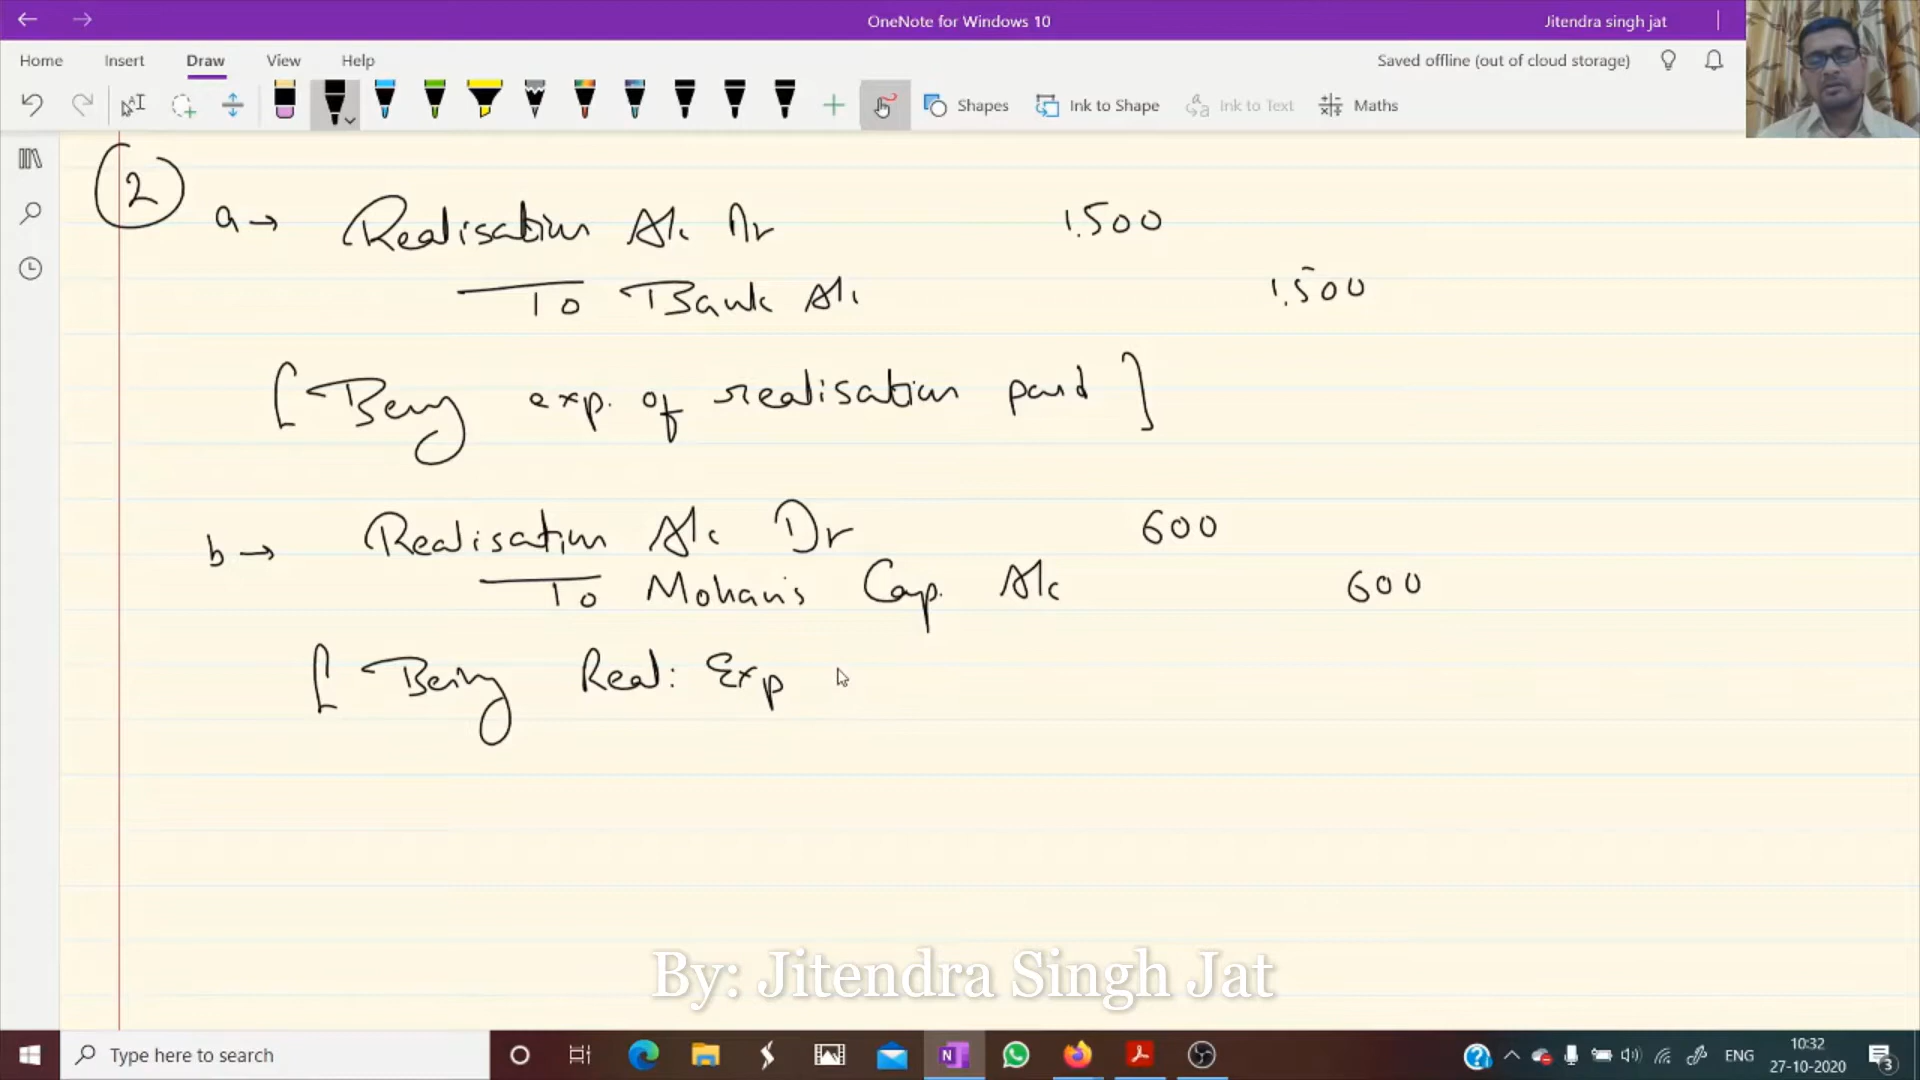 OneNote for Windows 10
Jitendra singh jat
Home Insert Draw View Help
Saved offline (out of cloud storage)
Shapes Ink to Shape Ink to Text Maths
2
a → Realisation A/c Dr 1,500
To Bank A/c 1,500
[Being exp. of realisation paid]
b → Realisation A/c Dr 600
To Mohan's Cap. A/c 600
[Being Real: Exp
By: Jitendra Singh Jat
Type here to search
ENG
10:32
27-10-2020
3